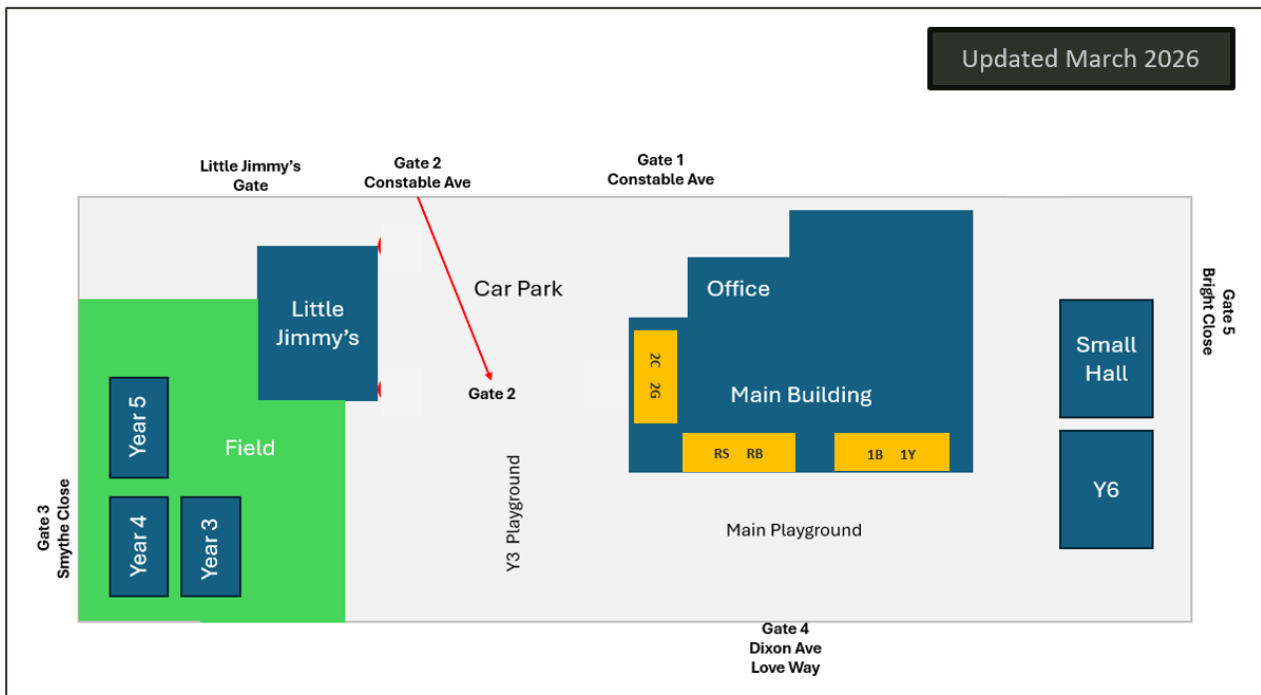 Updated March 2026
Little Jimmy's
Gate
Gate 2
Constable Ave
Gate 1
Constable Ave
Car Park
Office
Little
Jimmy's
Gate 5
Bright Close
Small
Hall
2C
2G
Gate 2
Main Building
Year 5
Field
RS RB
1B 1Y
Y6
Gate 3
Smythe Close
Year 4
Year 3
Y3 Playground
Main Playground
Gate 4
Dixon Ave
Love Way